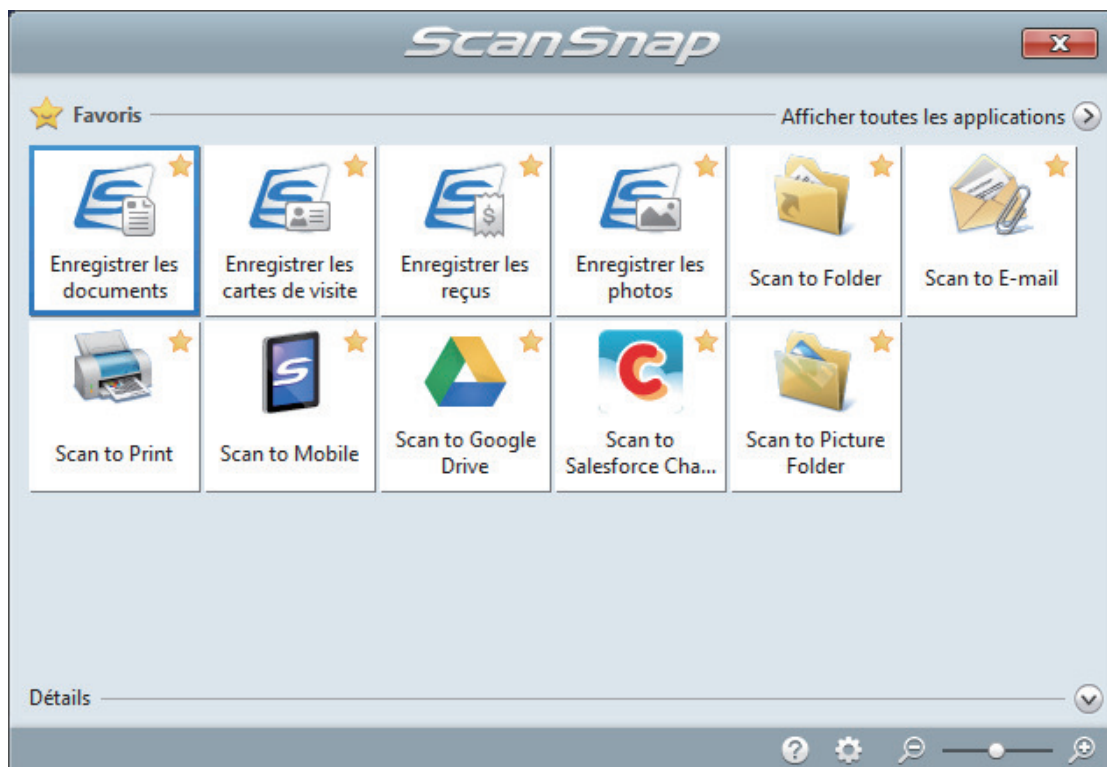 ScanSnap
Favoris
Afficher toutes les applications
Enregistrer les
documents
Enregistrer les
cartes de visite
Enregistrer les
reçus
Enregistrer les
photos
Scan to Folder
Scan to E-mail
Scan to Print
Scan to Mobile
Scan to Google
Drive
Scan to
Salesforce Cha...
Scan to Picture
Folder
Détails